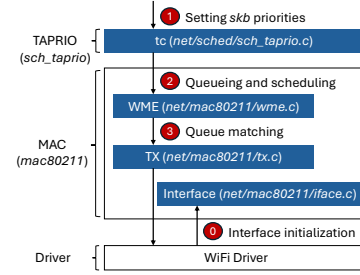 1 Setting skb priorities
TAPRIO
(sch_taprio)
tc (net/sched/sch_taprio.c)
2 Queueing and scheduling
WME (net/mac80211/wme.c)
3 Queue matching
MAC
(mac80211)
TX (net/mac80211/tx.c)
Interface (net/mac80211/iface.c)
0 Interface initialization
Driver
WiFi Driver